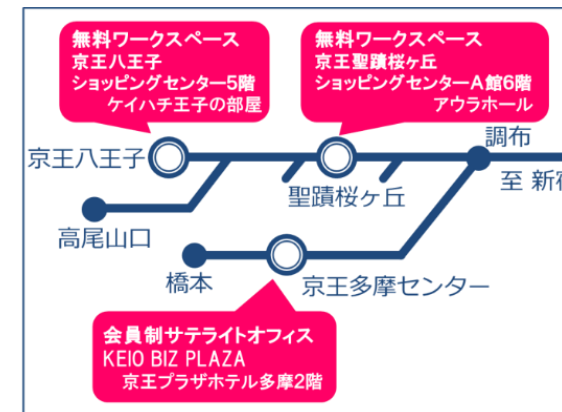 無料ワークスペース
京王八王子
ショッピングセンター5階
ケイハチ王子の部屋
無料ワークスペース
京王聖蹟桜ヶ丘
ショッピングセンターA館6階
アウラホール
京王八王子
聖蹟桜ヶ丘
調布
至 新宿
高尾山口
橋本
京王多摩センター
会員制サテライトオフィス
KEIO BIZ PLAZA
京王プラザホテル多摩2階